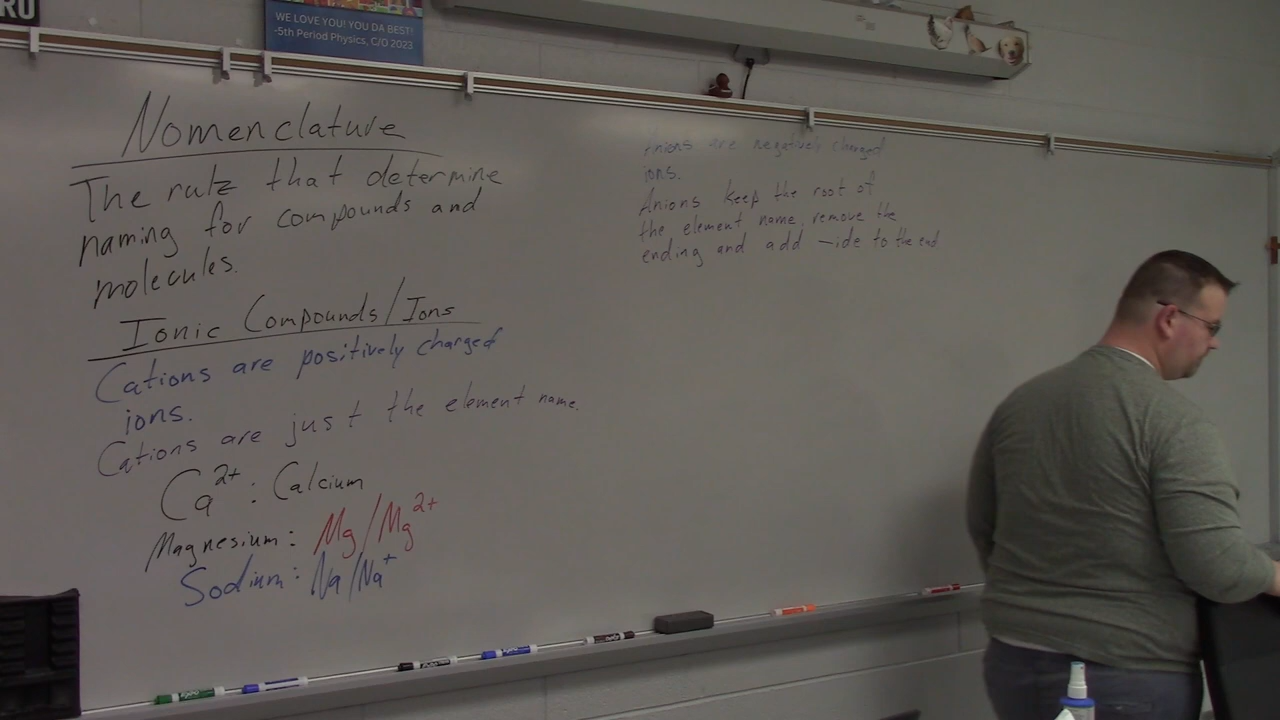 RU
WE LOVE YOU! YOU DA BEST!
-5th Period Physics, C/O 2023
Nomenclature
The rule that determine
naming for compounds and
molecules.
Ionic Compounds/Ions
Cations are positively charged
ions.
Cations are just the element name.
Ca2+: Calcium
Magnesium: Mg/Mg2+
Sodium: Na/Na+
Anions are negatively charged
ions.
Anions keep the root of
the element name, remove the
ending and add -ide to the end